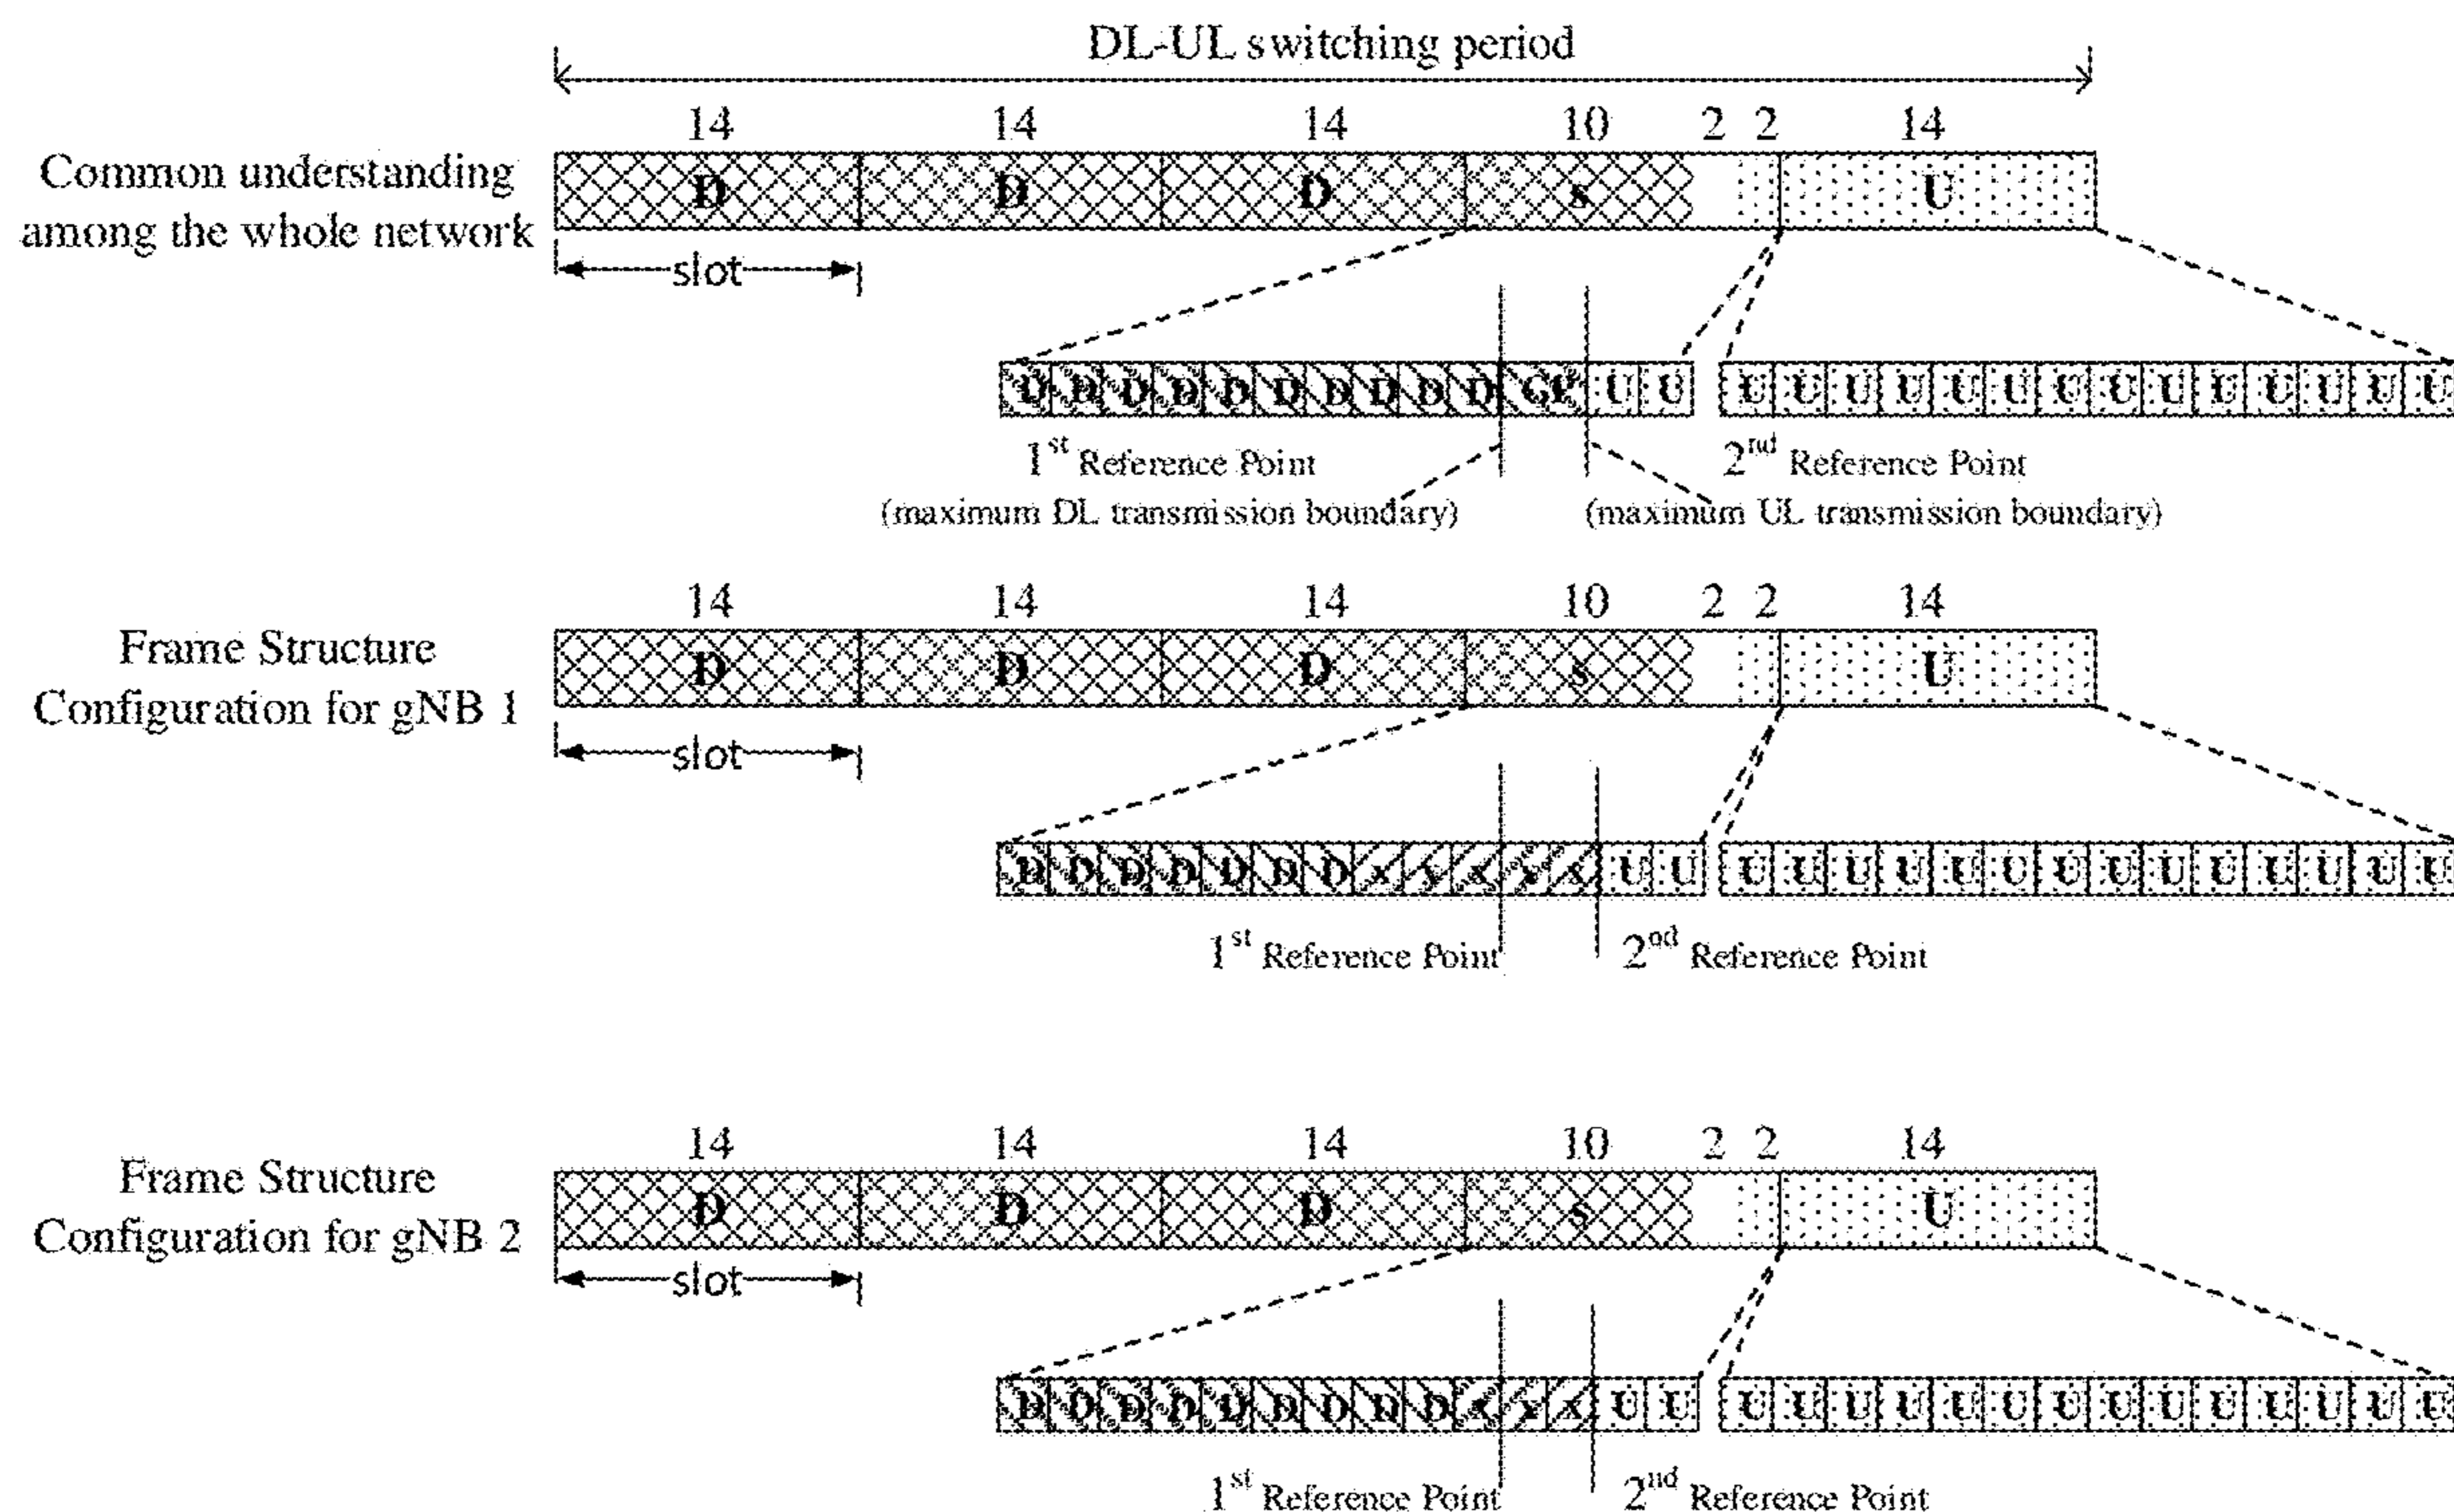 DL-UL switching period
14 14 14 10 2 2 14
Common understanding
among the whole network
D D D s U
slot
D D D D D D D D D D GP U U U U U U U U U U U U U U U U
1st Reference Point
(maximum DL transmission boundary)
2nd Reference Point
(maximum UL transmission boundary)
14 14 14 10 2 2 14
Frame Structure
Configuration for gNB 1
D D D s U
slot
D D D D D D D x x x x x U U U U U U U U U U U U U U U U
1st Reference Point
2nd Reference Point
14 14 14 10 2 2 14
Frame Structure
Configuration for gNB 2
D D D s U
slot
D D D D D D D D D x x x U U U U U U U U U U U U U U U U
1st Reference Point
2nd Reference Point